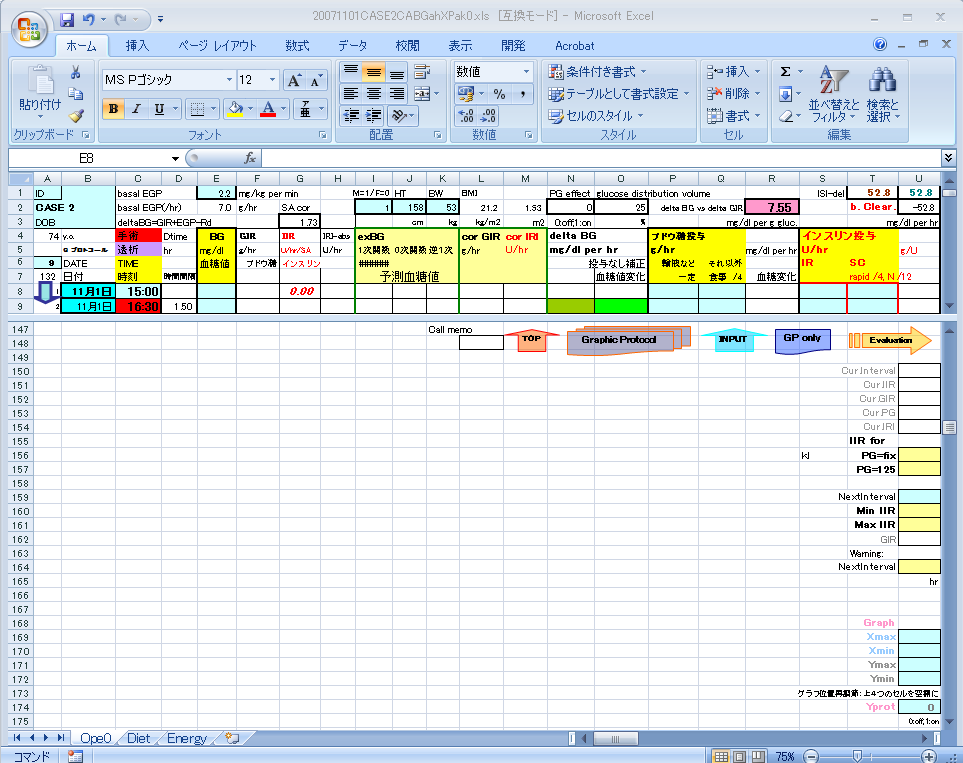 20071101CASE2CABGahXPak0.xls [互換モード] - Microsoft Excel
ホーム 挿入 ページ レイアウト 数式 データ 校閲 表示 開発 Acrobat
MS Pゴシック 12 数値 条件付き書式 挿入 Σ
貼り付け テーブルとして書式設定 削除 並べ替えと フィルタ 検索と 選択
B I U A 亜 % , セルのスタイル 書式
クリップボード フォント 配置 数値 スタイル セル 編集
E8 fx
A B C D E F G H I J K L M N O P Q R S T U
1 ID basal EGP 2.2 mg/kg per min M=1/F=0 HT BW BMI PG effect glucose distribution volume ISI-del 52.8 52.8
2 CASE 2 basal EGP(/hr) 7.0 g/hr SA cor 1 158 53 21.2 1.53 0 25 delta BG vs delta GIR 7.55 b. Clear. -52.8
3 DOB deltaBG=GIR+EGP-Rd 1.73 cm kg kg/m2 m2 0:off,1:on % mg/dl per g gluc. mg/dl per hr
4 74 y.o. 手術 Dtime BG GIR IIR IRI-abs exBG cor GIR cor IRI delta BG ブドウ糖投与 インスリン投与
5 G プロトコール 透析 hr mg/dl g/hr U/hr/SA U/hr 1次関数 0次関数 逆1次 g/hr U/hr mg/dl per hr g/hr mg/dl per hr U/hr g/U
6 9 DATE TIME 血糖値 ブドウ糖 インスリン ###### 投与なし補正 輸液など それ以外 IR SC
7 132 日付 時刻 時間間隔 予測血糖値 血糖値変化 一定 食事 /4 血糖値変化 rapid /4, N /12
8 1 11月1日 15:00 0.00
9 2 11月1日 16:30 1.50
147 Call memo
148 TOP Graphic Protocol INPUT GP only Evaluation
149
150 Cur.Interval
151 Cur.IIR
152 Cur.GIR
153 Cur.PG
154 Cur.IRI
155 IIR for
156 PG=fix
157 PG=125
158
159 NextInterval
160 Min IIR
161 Max IIR
162 GIR
163 Warning:
164 NextInterval
165 hr
166
167
168 Graph
169 Xmax
170 Xmin
171 Ymax
172 Ymin
173 グラフ位置再調節:上4つのセルを空欄に
174 Yprot 0
175 0:off,1:on
Ope0 Diet Energy
コマンド 75%